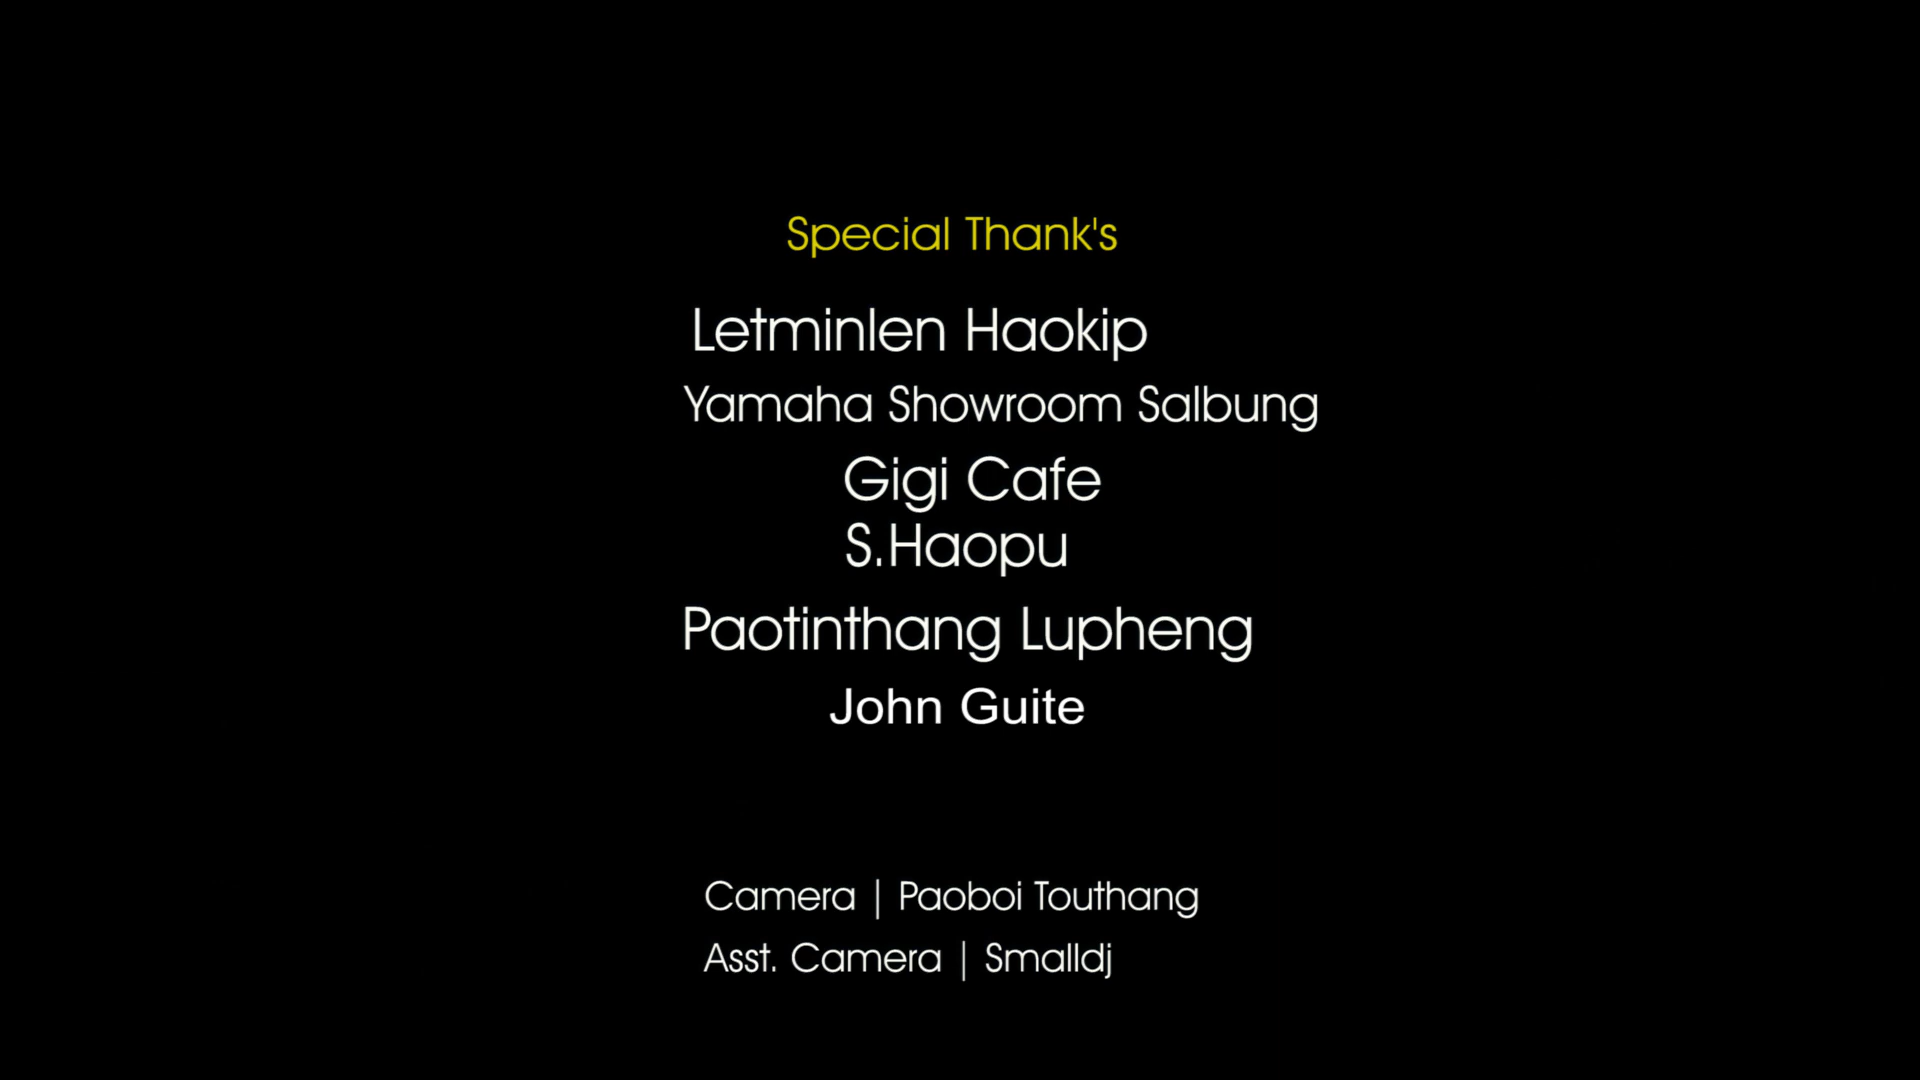 Special Thank's
Letminlen Haokip
Yamaha Showroom Salbung
Gigi Cafe
S.Haopu
Paotinthang Lupheng
John Guite
Camera | Paoboi Touthang
Asst. Camera | Smalldj